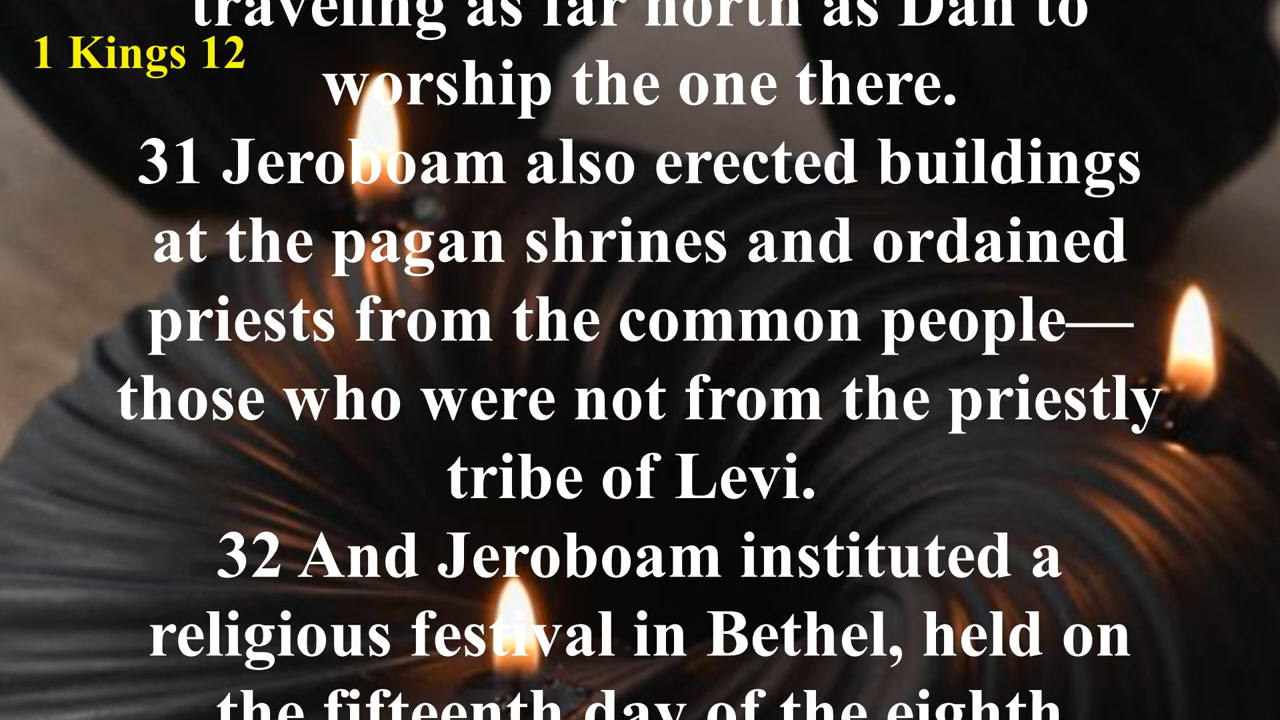 traveling as far north as Dan to
1 Kings 12
worship the one there.
31 Jeroboam also erected buildings
at the pagan shrines and ordained
priests from the common people—
those who were not from the priestly
tribe of Levi.
32 And Jeroboam instituted a
religious festival in Bethel, held on
the fifteenth day of the eighth